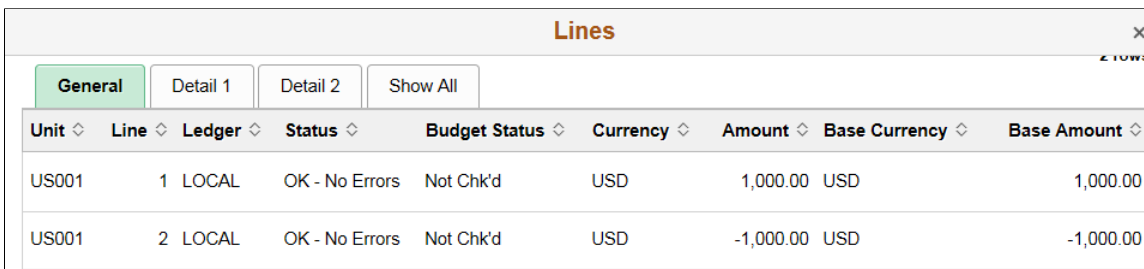 Lines
×
2 rows
General Detail 1 Detail 2 Show All
Unit Line Ledger Status Budget Status Currency Amount Base Currency Base Amount
US001 1 LOCAL OK - No Errors Not Chk'd USD 1,000.00 USD 1,000.00
US001 2 LOCAL OK - No Errors Not Chk'd USD -1,000.00 USD -1,000.00